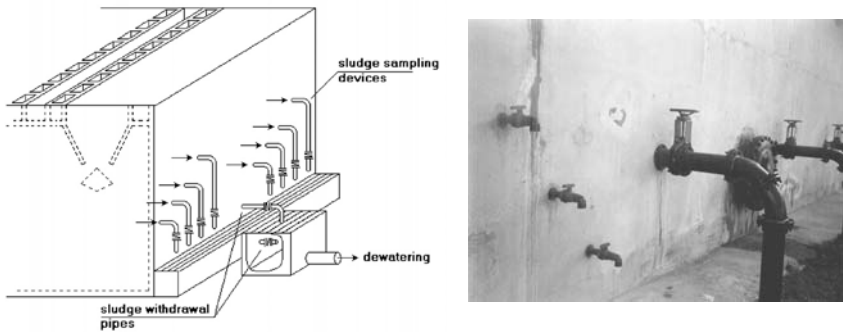 sludge sampling
devices
dewatering
sludge withdrawal
pipes